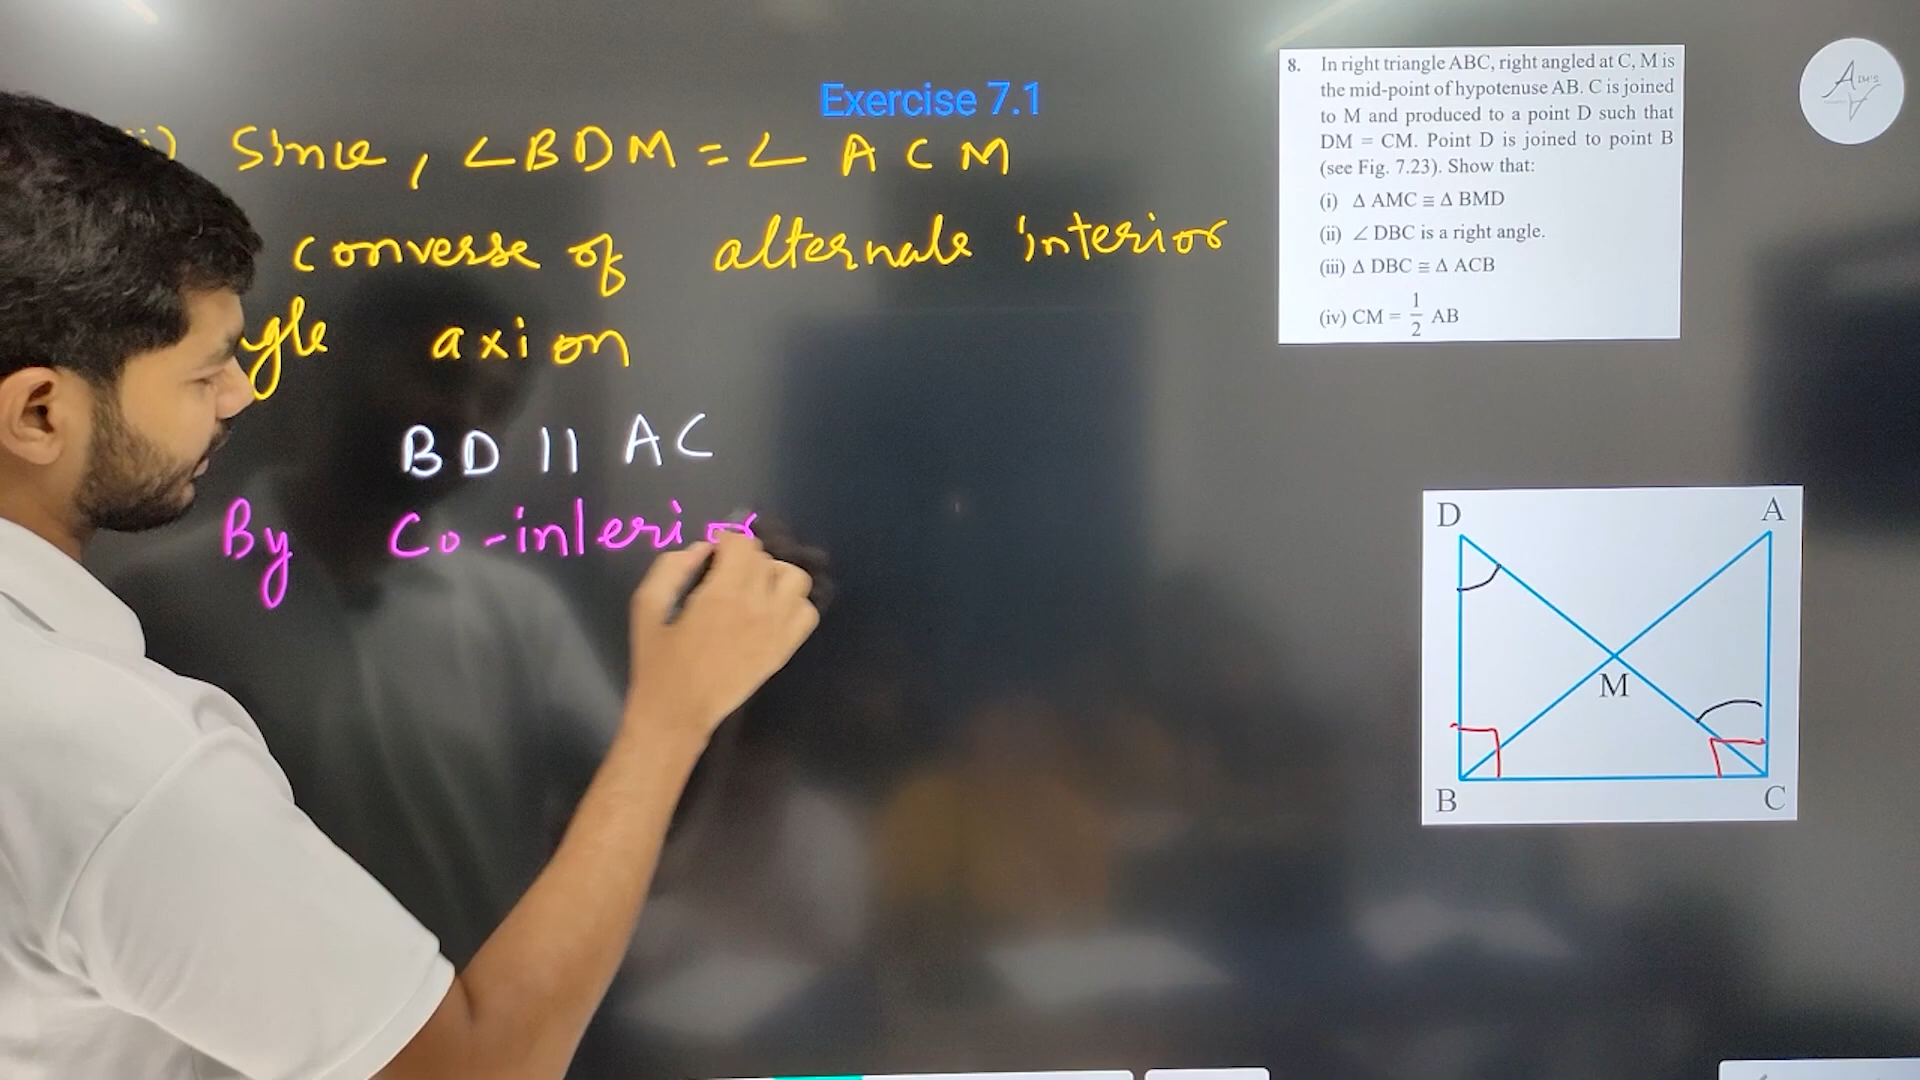 Exercise 7.1
Since, ∠BDM = ∠ACM
converse of alternate interior
gle axion
BD || AC
By Co-interior
8. In right triangle ABC, right angled at C, M is
the mid-point of hypotenuse AB. C is joined
to M and produced to a point D such that
DM = CM. Point D is joined to point B
(see Fig. 7.23). Show that:
(i) Δ AMC ≅ Δ BMD
(ii) ∠ DBC is a right angle.
(iii) Δ DBC ≅ Δ ACB
(iv) CM = 1/2 AB
D A
M
B C